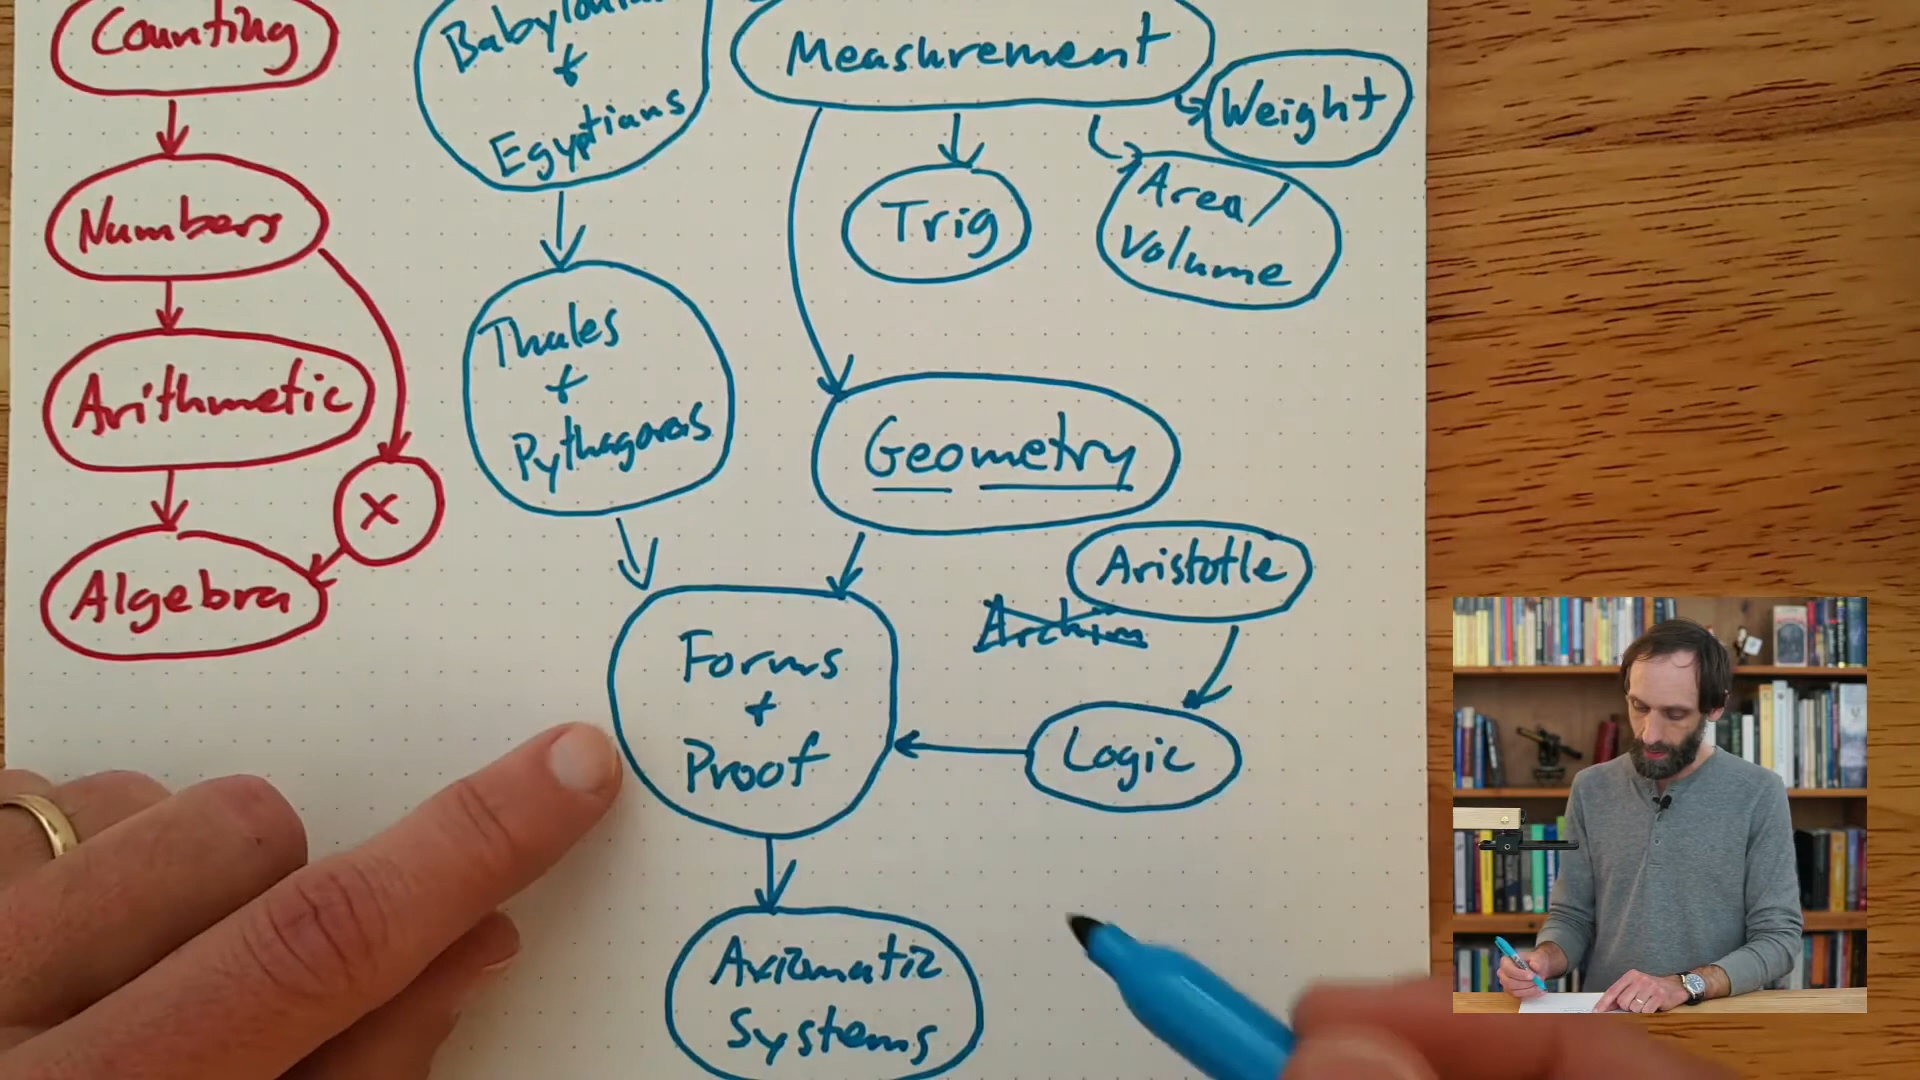 Counting
Numbers
Arithmetic
X
Algebra
+
Egyptians
Thales
+
Pythagoras
Measurement
Weight
Trig
Area/
Volume
Geometry
Aristotle
Archim
Logic
Forms
+
Proof
Axiomatic
Systems